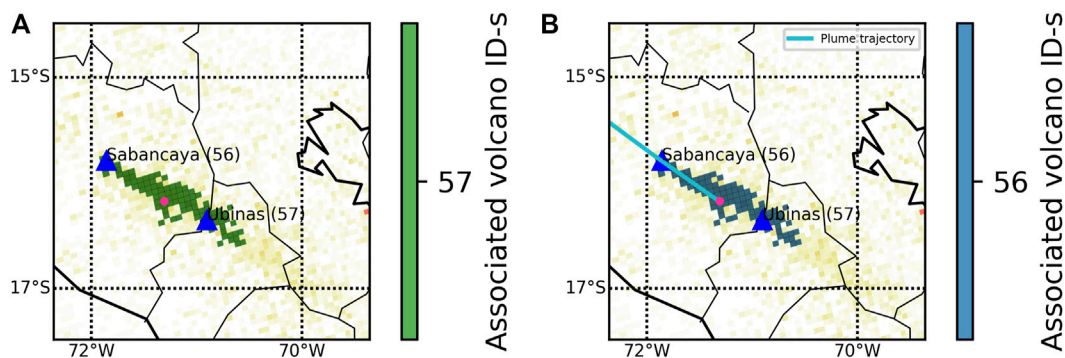 A
15°S
17°S
72°W
70°W
Sabancaya (56)
Ubinas (57)
57
Associated volcano ID-s
B
Plume trajectory
15°S
17°S
72°W
70°W
Sabancaya (56)
Ubinas (57)
56
Associated volcano ID-s